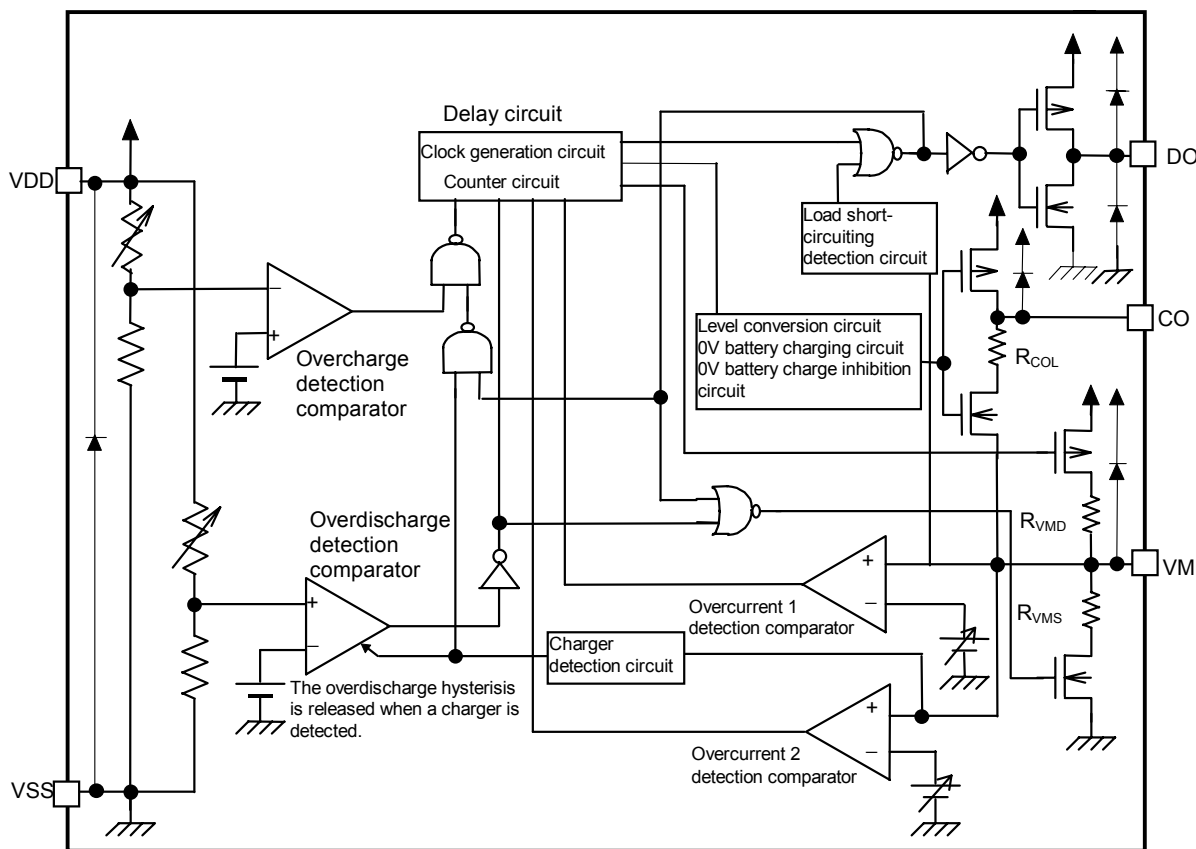 Delay circuit
Clock generation circuit
Counter circuit
VDD
DO
Load short-
circuiting
detection circuit
Level conversion circuit
0V battery charging circuit
0V battery charge inhibition
circuit
CO
RCOL
−
+
Overcharge
detection
comparator
Overdischarge
detection
comparator
RVMD
VM
+
−
Overcurrent 1
detection comparator
RVMS
+
−
Charger
detection circuit
The overdischarge hysterisis
is released when a charger is
detected.
+
−
Overcurrent 2
detection comparator
VSS